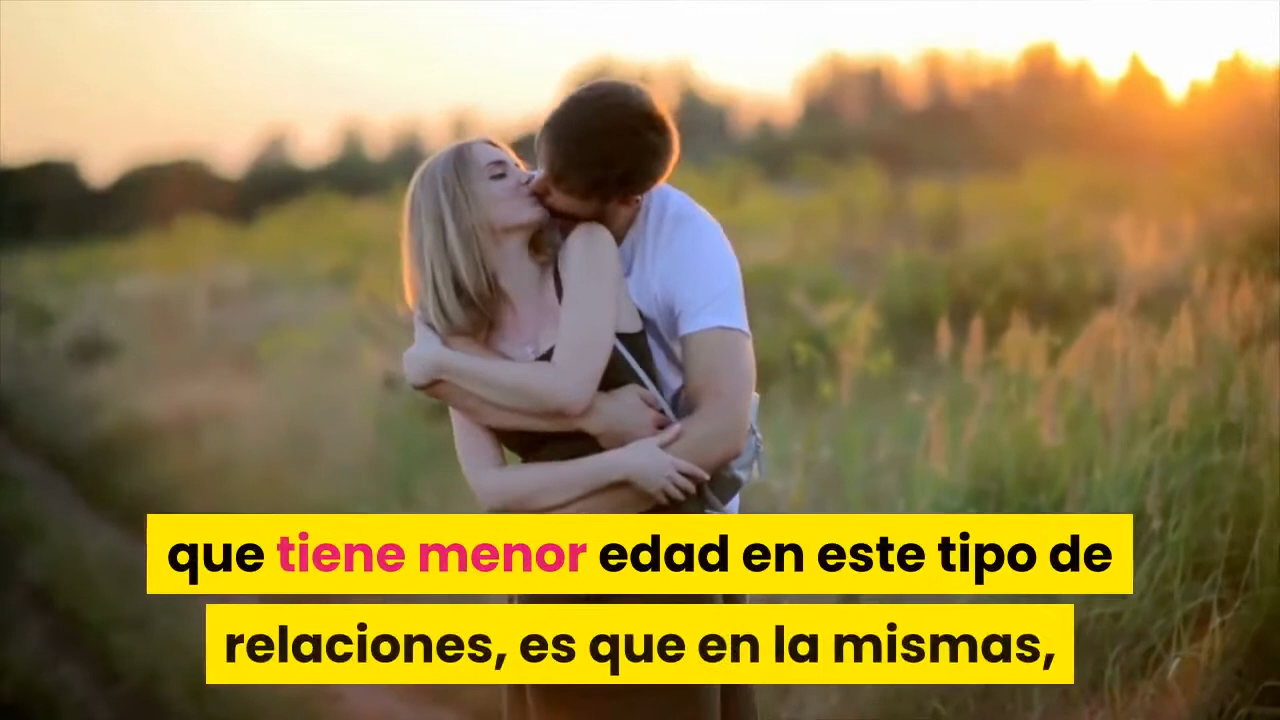 que tiene menor edad en este tipo de
relaciones, es que en la mismas,